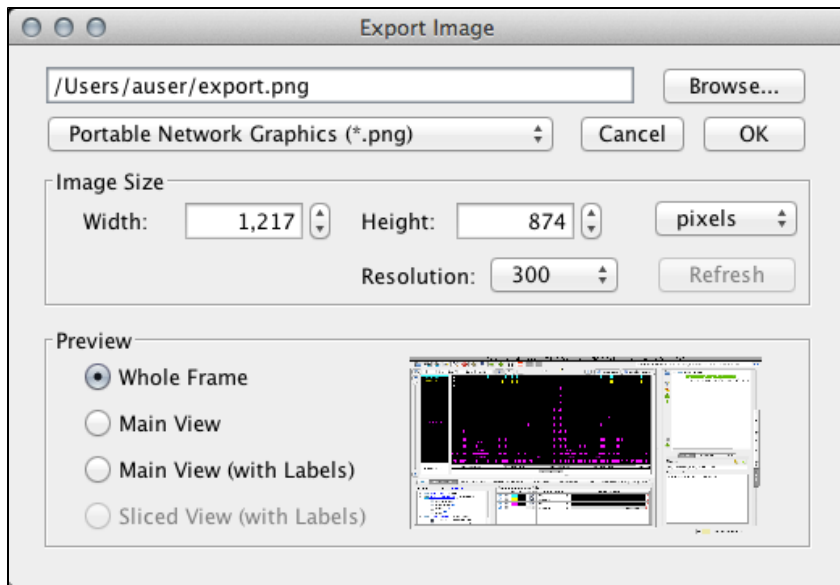 Export Image
/Users/auser/export.png
Browse...
Portable Network Graphics (*.png)
Cancel
OK
Image Size
Width:
1,217
Height:
874
pixels
Resolution:
300
Refresh
Preview
Whole Frame
Main View
Main View (with Labels)
Sliced View (with Labels)